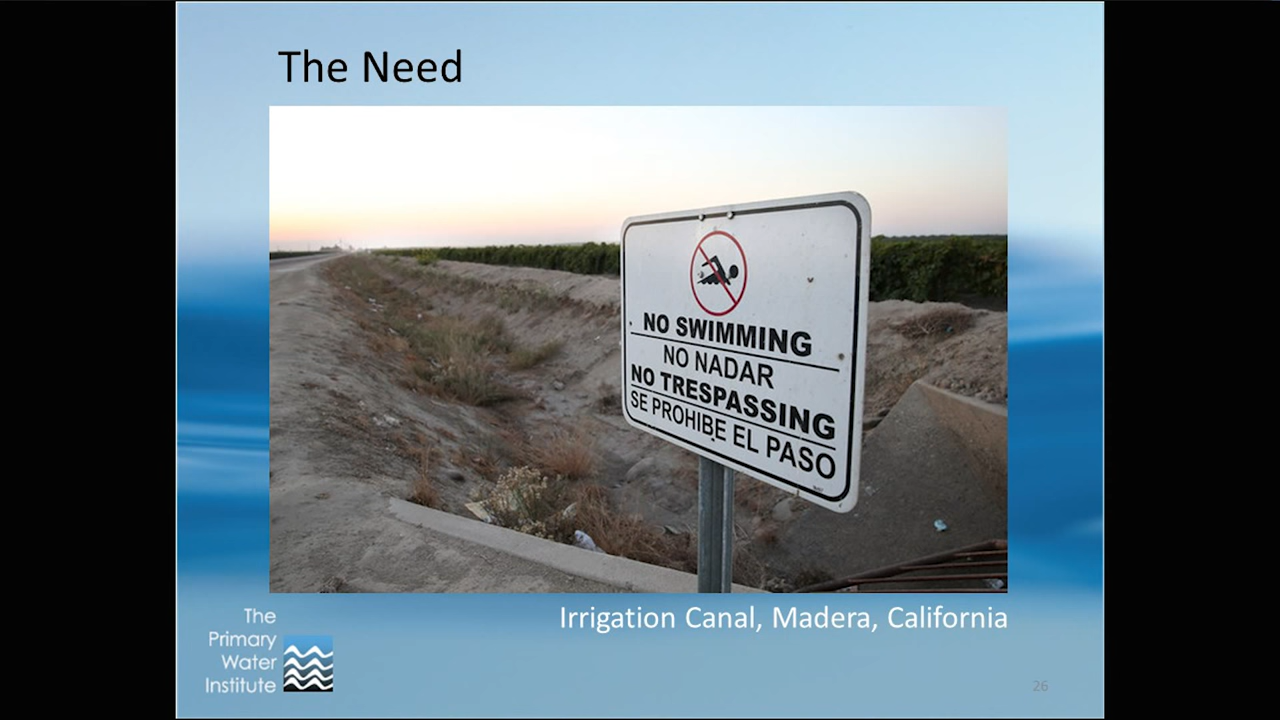 The Need
NO SWIMMING
NO NADAR
NO TRESPASSING
SE PROHIBE EL PASO
Irrigation Canal, Madera, California
The
Primary
Water
Institute
26